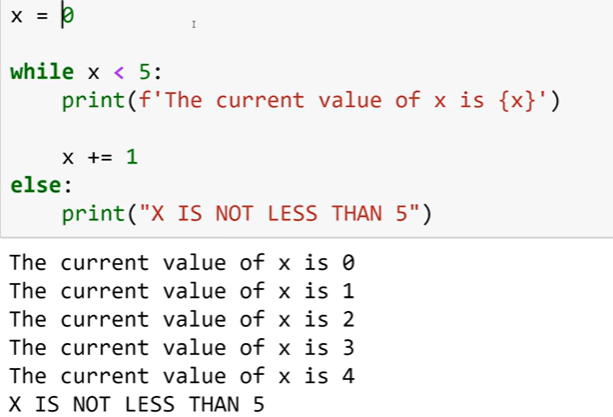 x = 0
while x < 5:
    print(f'The current value of x is {x}')
    x += 1
else:
    print("X IS NOT LESS THAN 5")
The current value of x is 0
The current value of x is 1
The current value of x is 2
The current value of x is 3
The current value of x is 4
X IS NOT LESS THAN 5